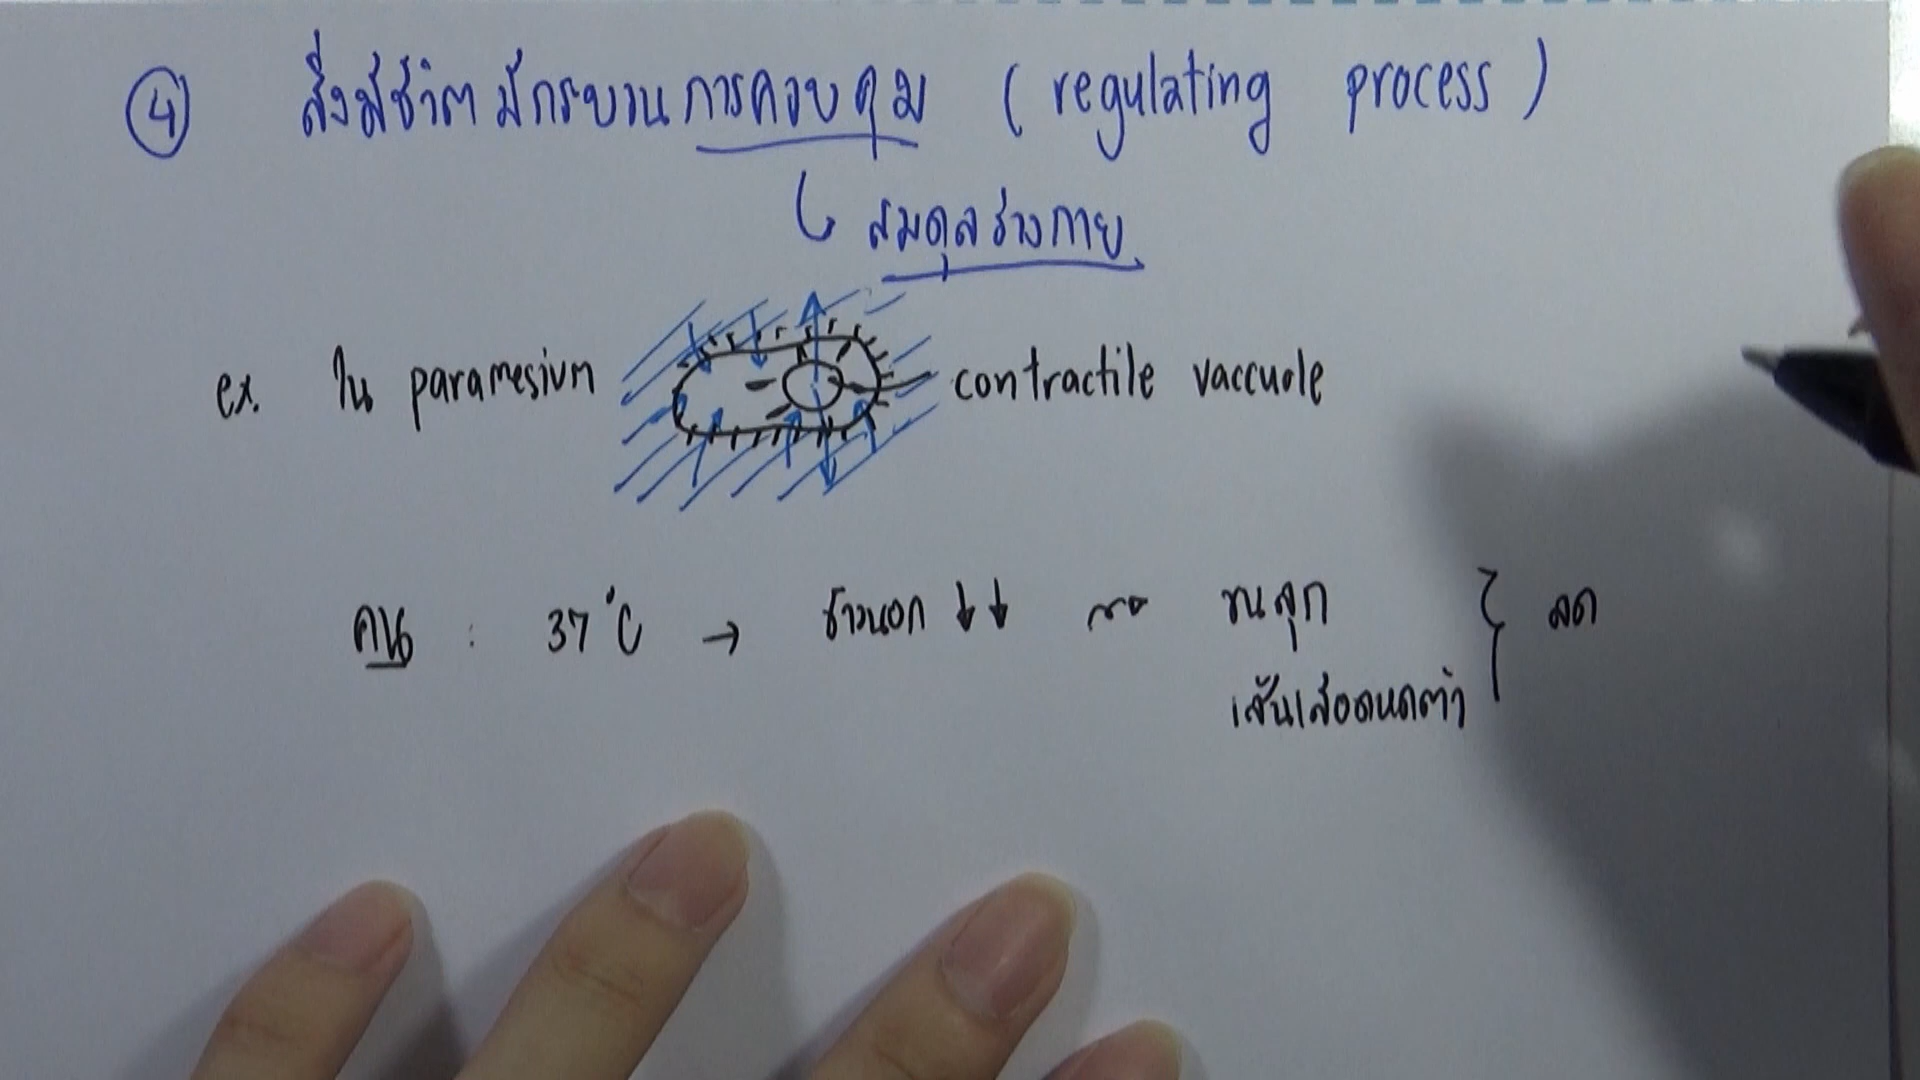 ④ สิ่งมีชีวิต มีกระบวนการควบคุม (regulating process)
↳ สมดุลร่างกาย
ex. ใน paramesium contractile vaccuole
คน : 37°C → ข้างนอก ↓↓ ขนลุก } ลด
เส้นเลือดหดตัว